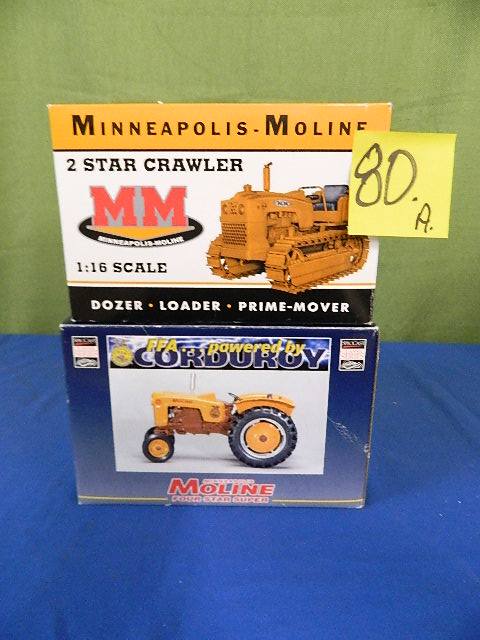 MINNEAPOLIS-MOLINE
80.
A.
2 STAR CRAWLER
MM
MINNEAPOLIS-MOLINE
1:16 SCALE
DOZER · LOADER · PRIME-MOVER
FFA... powered by
CORDUROY
MINNEAPOLIS
MOLINE
FOUR STAR SUPER